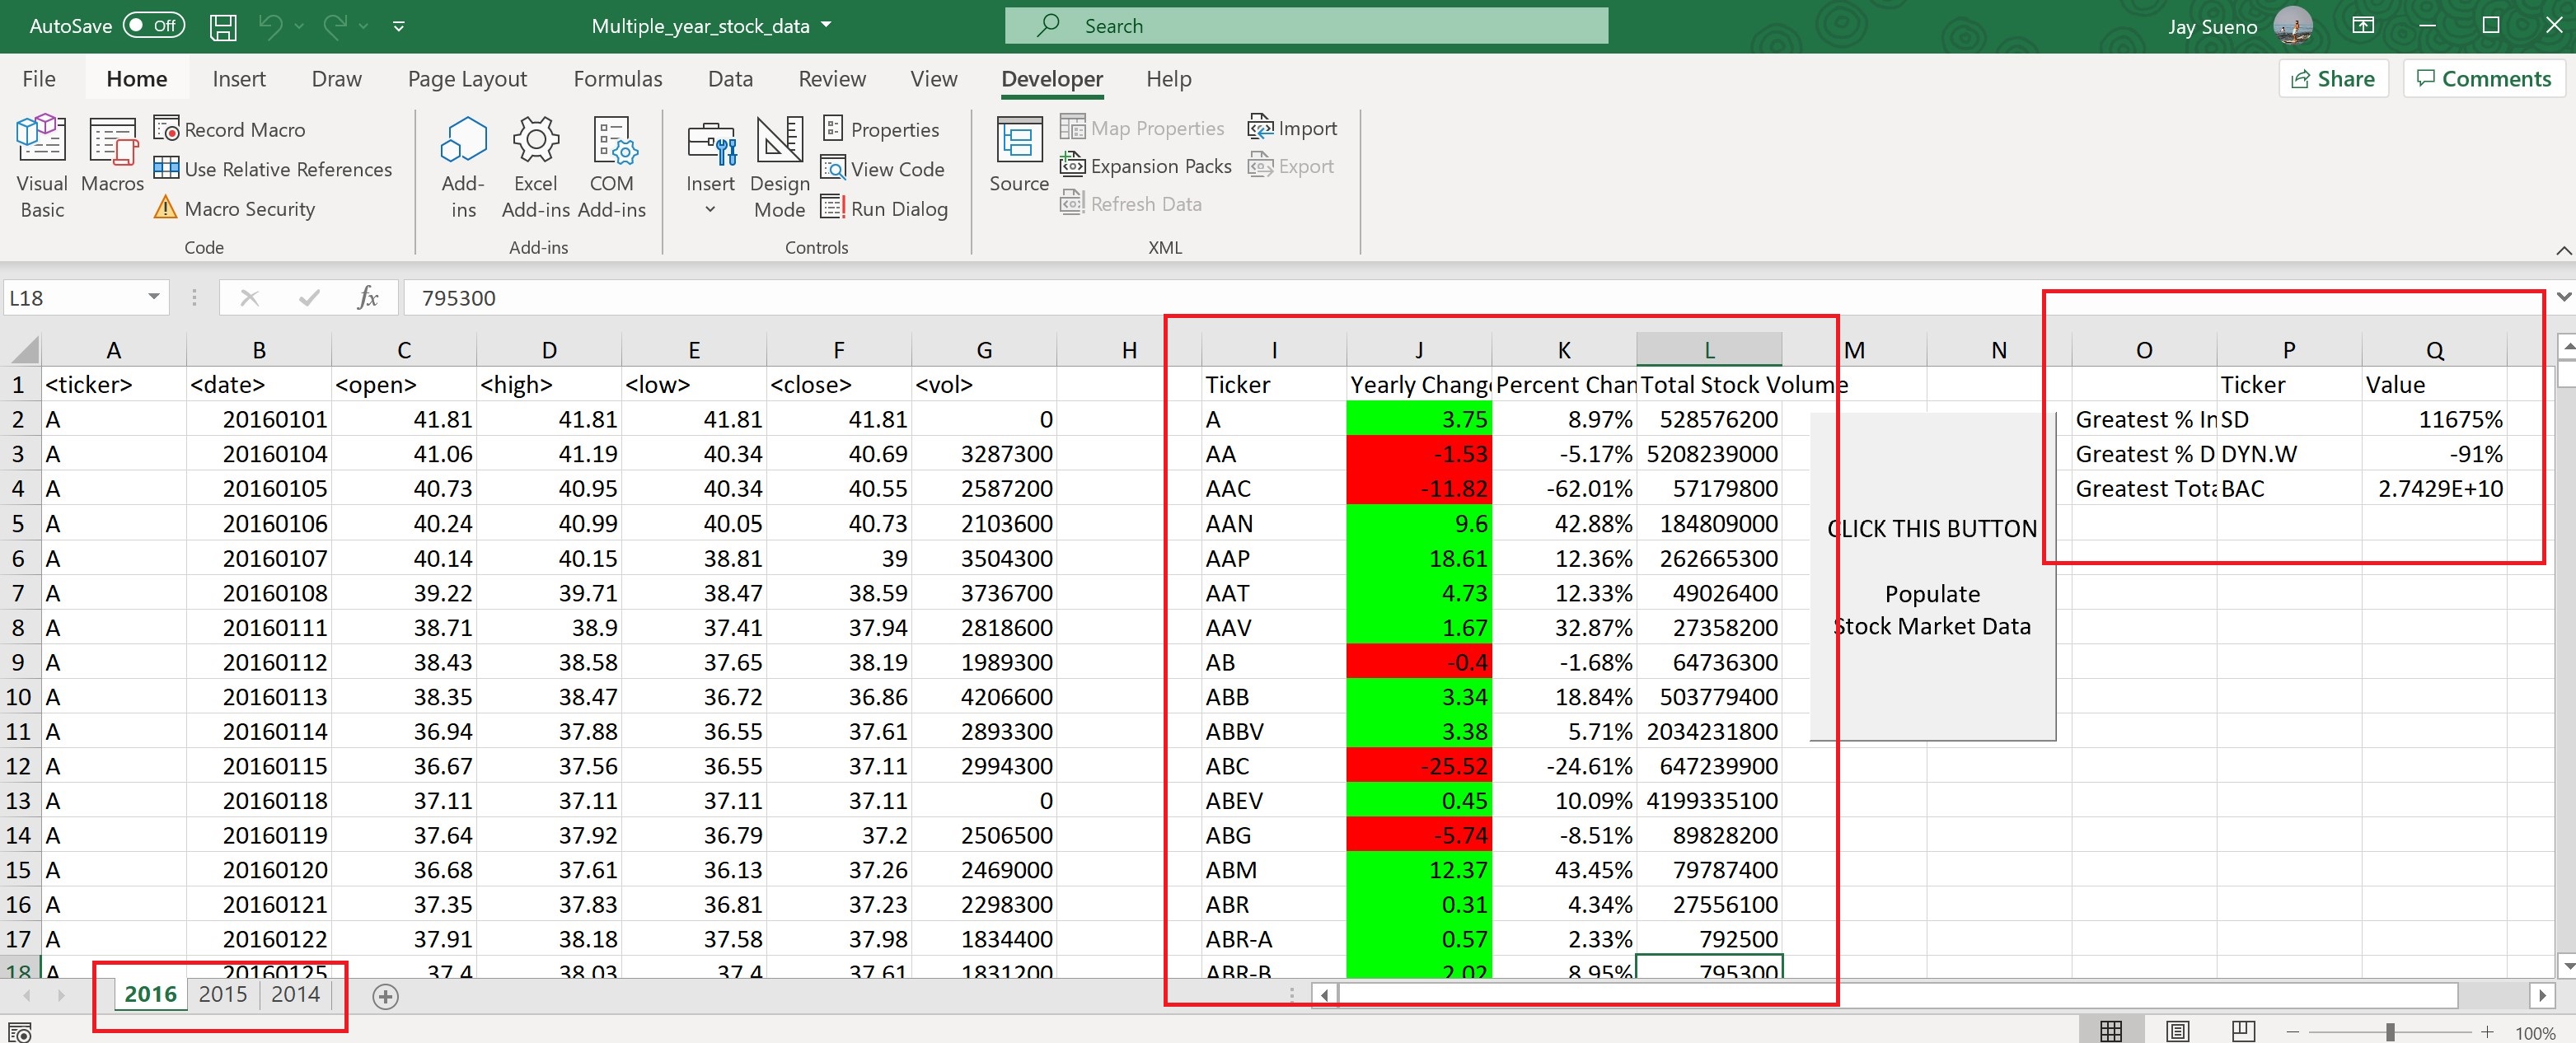 AutoSave Off Multiple_year_stock_data Search Jay Sueno
File Home Insert Draw Page Layout Formulas Data Review View Developer Help Share Comments
Visual Basic
Macros
Record Macro
Use Relative References
Macro Security
Code
Add-ins
Excel Add-ins
COM Add-ins
Add-ins
Insert
Design Mode
Properties
View Code
Run Dialog
Controls
Source
Map Properties
Expansion Packs
Refresh Data
Import
Export
XML
L18 fx 795300
A B C D E F G H I J K L M N O P Q
1 <ticker> <date> <open> <high> <low> <close> <vol> Ticker Yearly Change Percent Chan Total Stock Volume Ticker Value
2 A 20160101 41.81 41.81 41.81 41.81 0 A 3.75 8.97% 528576200 Greatest % In SD 11675%
3 A 20160104 41.06 41.19 40.34 40.69 3287300 AA -1.53 -5.17% 5208239000 Greatest % D DYN.W -91%
4 A 20160105 40.73 40.95 40.34 40.55 2587200 AAC -11.82 -62.01% 57179800 Greatest Tota BAC 2.7429E+10
5 A 20160106 40.24 40.99 40.05 40.73 2103600 AAN 9.6 42.88% 184809000
6 A 20160107 40.14 40.15 38.81 39 3504300 AAP 18.61 12.36% 262665300
7 A 20160108 39.22 39.71 38.47 38.59 3736700 AAT 4.73 12.33% 49026400
8 A 20160111 38.71 38.9 37.41 37.94 2818600 AAV 1.67 32.87% 27358200
9 A 20160112 38.43 38.58 37.65 38.19 1989300 AB -0.4 -1.68% 64736300
10 A 20160113 38.35 38.47 36.72 36.86 4206600 ABB 3.34 18.84% 503779400
11 A 20160114 36.94 37.88 36.55 37.61 2893300 ABBV 3.38 5.71% 2034231800
12 A 20160115 36.67 37.56 36.55 37.11 2994300 ABC -25.52 -24.61% 647239900
13 A 20160118 37.11 37.11 37.11 37.11 0 ABEV 0.45 10.09% 4199335100
14 A 20160119 37.64 37.92 36.79 37.2 2506500 ABG -5.74 -8.51% 89828200
15 A 20160120 36.68 37.61 36.13 37.26 2469000 ABM 12.37 43.45% 79787400
16 A 20160121 37.35 37.83 36.81 37.23 2298300 ABR 0.31 4.34% 27556100
17 A 20160122 37.91 38.18 37.58 37.98 1834400 ABR-A 0.57 2.33% 792500
18 A 20160125 37.4 38.03 37.4 37.61 1831200 ABR-B 2.02 8.95% 795300
CLICK THIS BUTTON
Populate
Stock Market Data
2016 2015 2014
100%